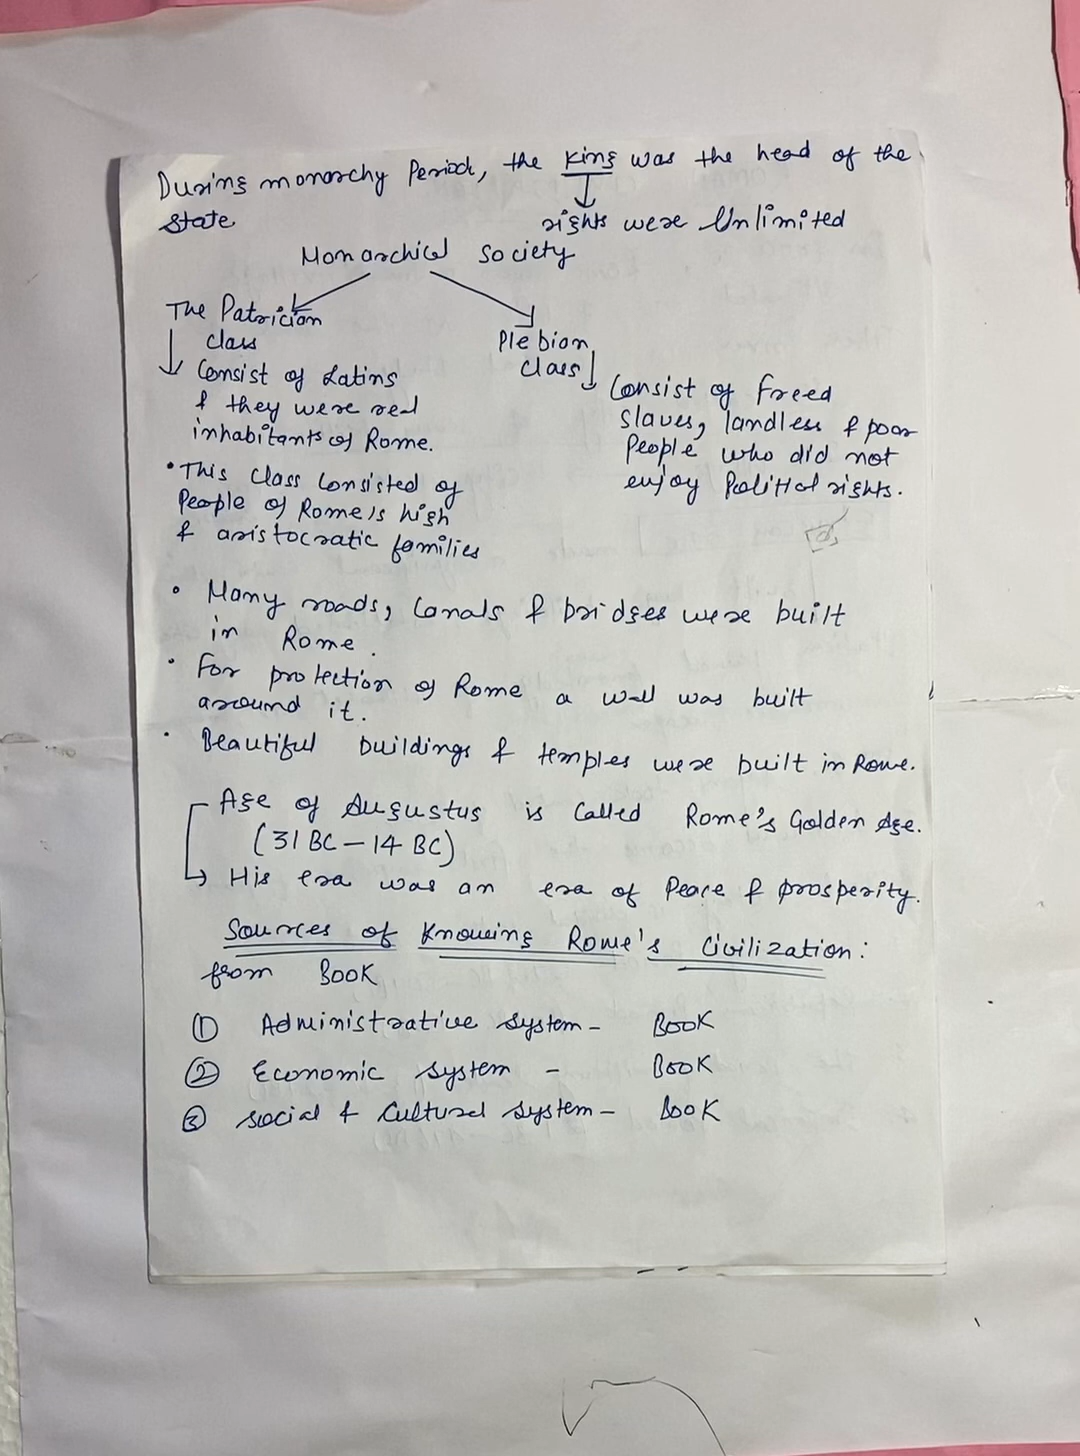 During monarchy Period, the King was the head of the
state
rights were Unlimited
Monarchical society
The Patrician
class
Consist of Latins
& they were real
inhabitants of Rome.
• This class consisted of
People of Rome's high
& aristocratic families
Plebian
class
Consist of freed
slaves, landless & poor
People who did not
enjoy Political rights.
• Many roads, Canals & bridges were built
in Rome.
• For protection of Rome a wall was built
around it.
• Beautiful buildings & temples were built in Rome.
Age of Augustus is called Rome's Golden Age.
(31 BC – 14 BC)
His era was an era of Peace & prosperity.
Sources of Knowing Rome's Civilization:
from Book
① Administrative system – Book
② Economic system – Book
③ Social & Cultural system – Book